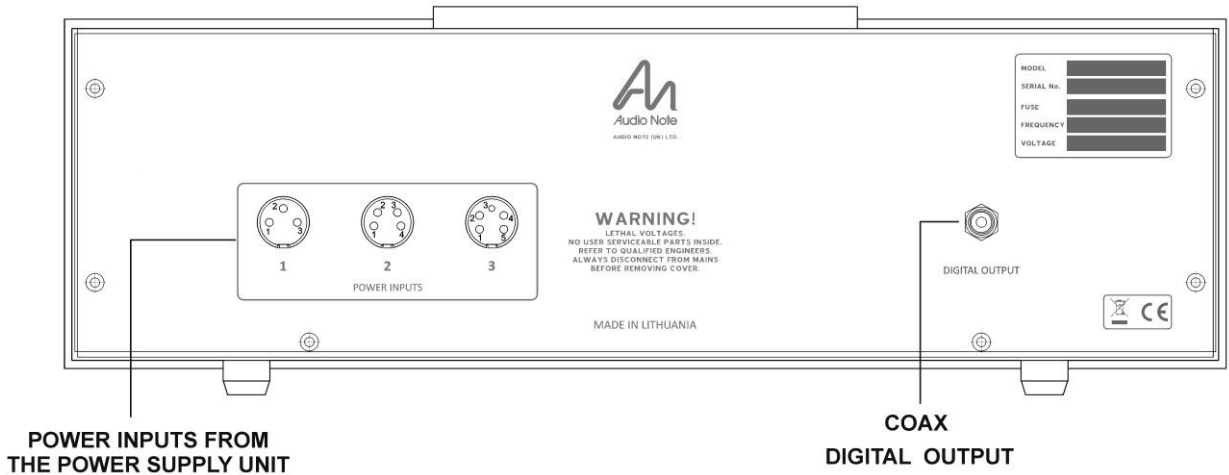 An
Audio Note
AUDIO NOTE (UK) LTD.
MODEL
SERIAL No.
FUSE
FREQUENCY
VOLTAGE
2
1 3
1
2 3
1 4
2
3
2 4
1 5
3
POWER INPUTS
WARNING!
LETHAL VOLTAGES.
NO USER SERVICEABLE PARTS INSIDE.
REFER TO QUALIFIED ENGINEERS.
ALWAYS DISCONNECT FROM MAINS
BEFORE REMOVING COVER.
DIGITAL OUTPUT
MADE IN LITHUANIA
CE
POWER INPUTS FROM
THE POWER SUPPLY UNIT
COAX
DIGITAL OUTPUT